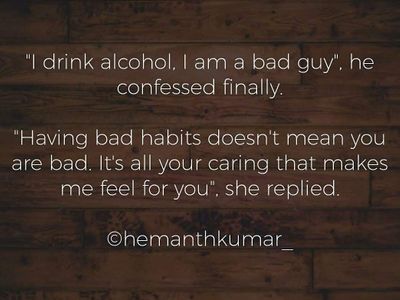 "I drink alcohol, I am a bad guy", he
confessed finally.
"Having bad habits doesn't mean you
are bad. It's all your caring that makes
me feel for you", she replied.
©hemanthkumar_